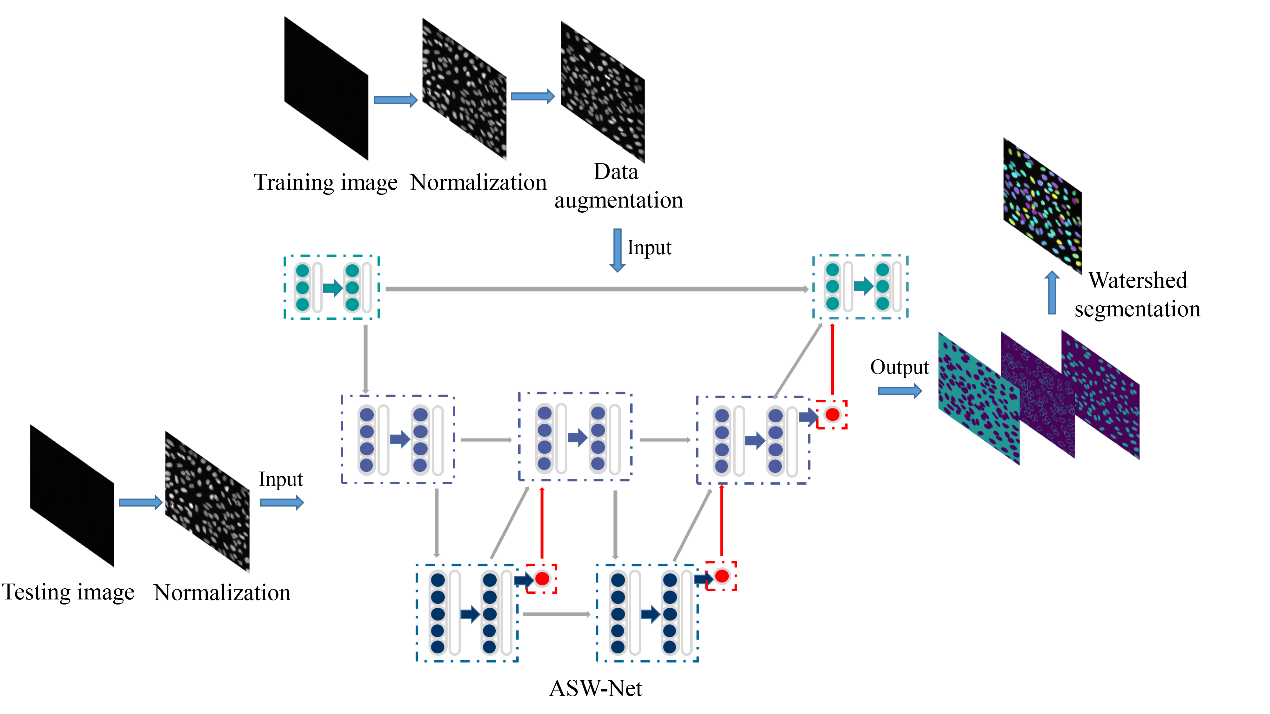 Training image
Normalization
Data
augmentation
Input
Watershed
segmentation
Output
Input
Testing image
Normalization
ASW-Net